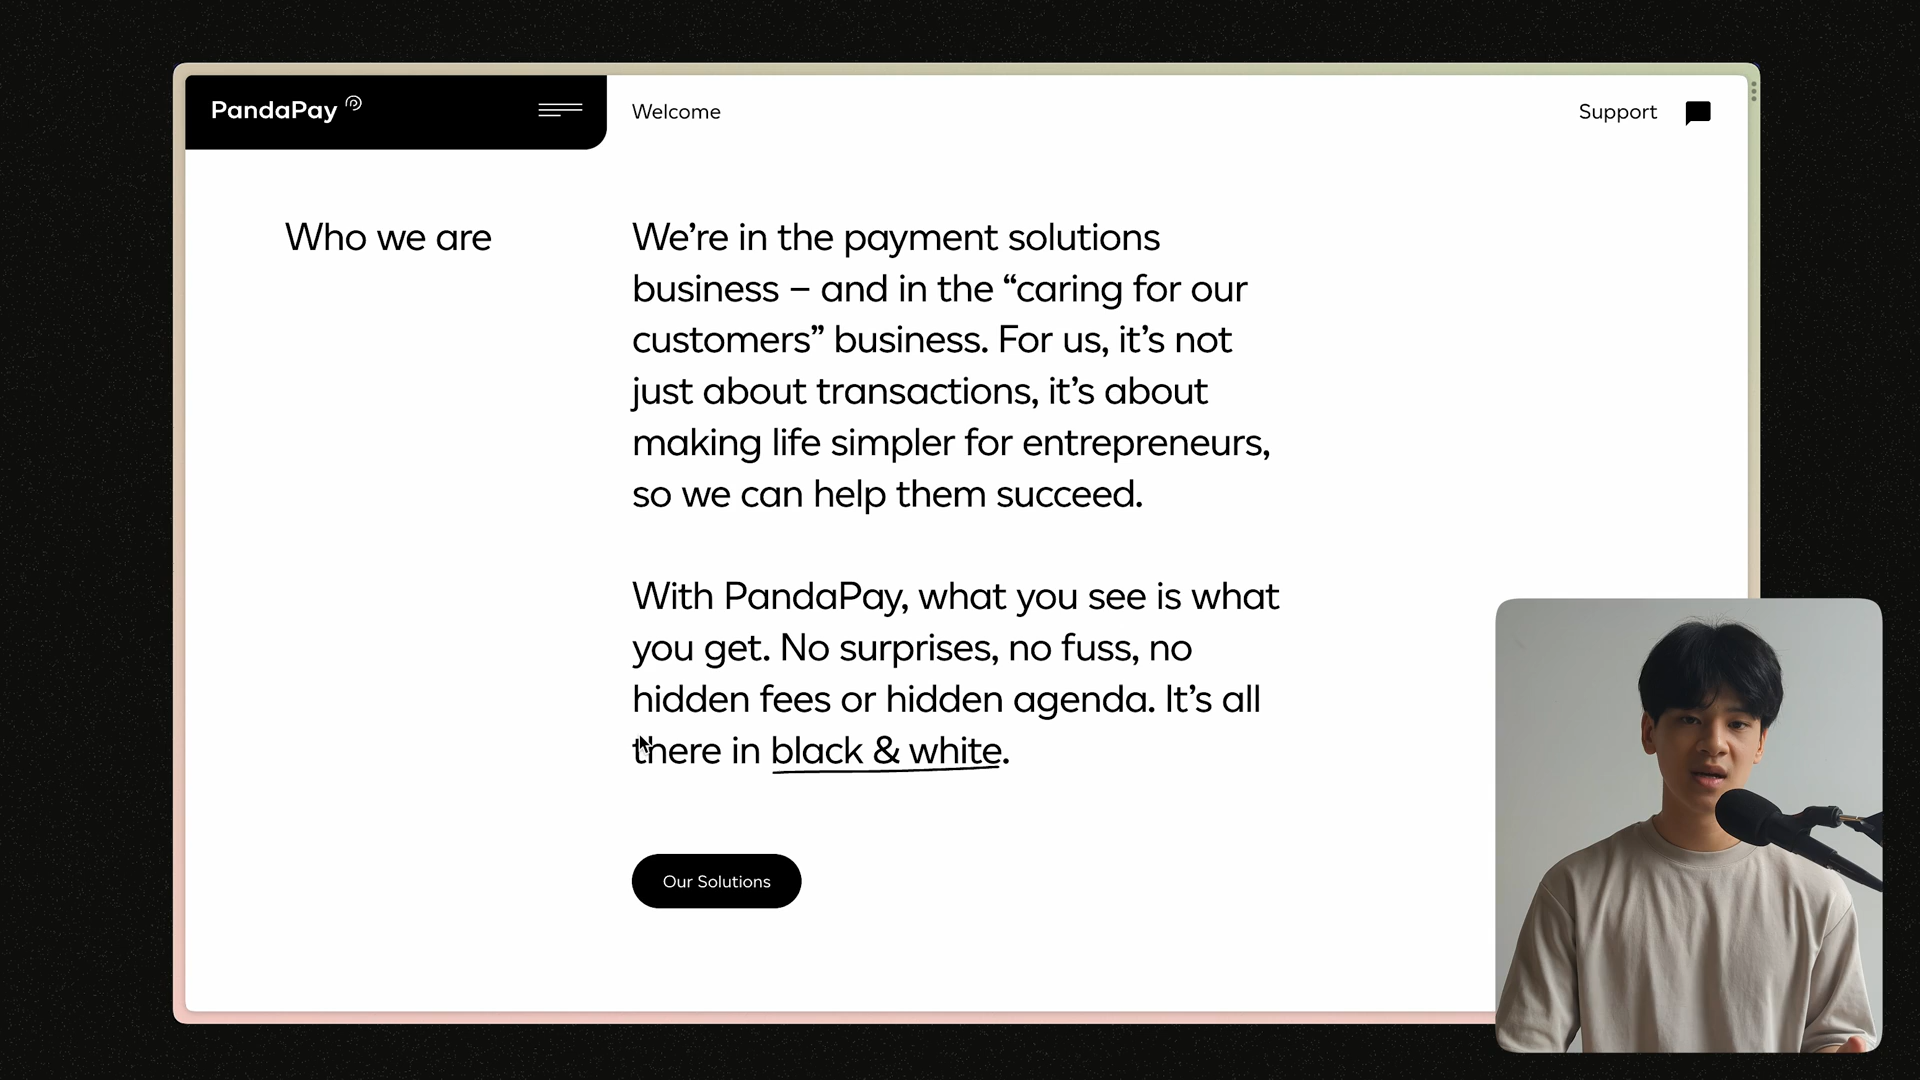 PandaPay
Welcome
Support
Who we are
We’re in the payment solutions
business – and in the “caring for our
customers” business. For us, it’s not
just about transactions, it’s about
making life simpler for entrepreneurs,
so we can help them succeed.
With PandaPay, what you see is what
you get. No surprises, no fuss, no
hidden fees or hidden agenda. It’s all
there in black & white.
Our Solutions